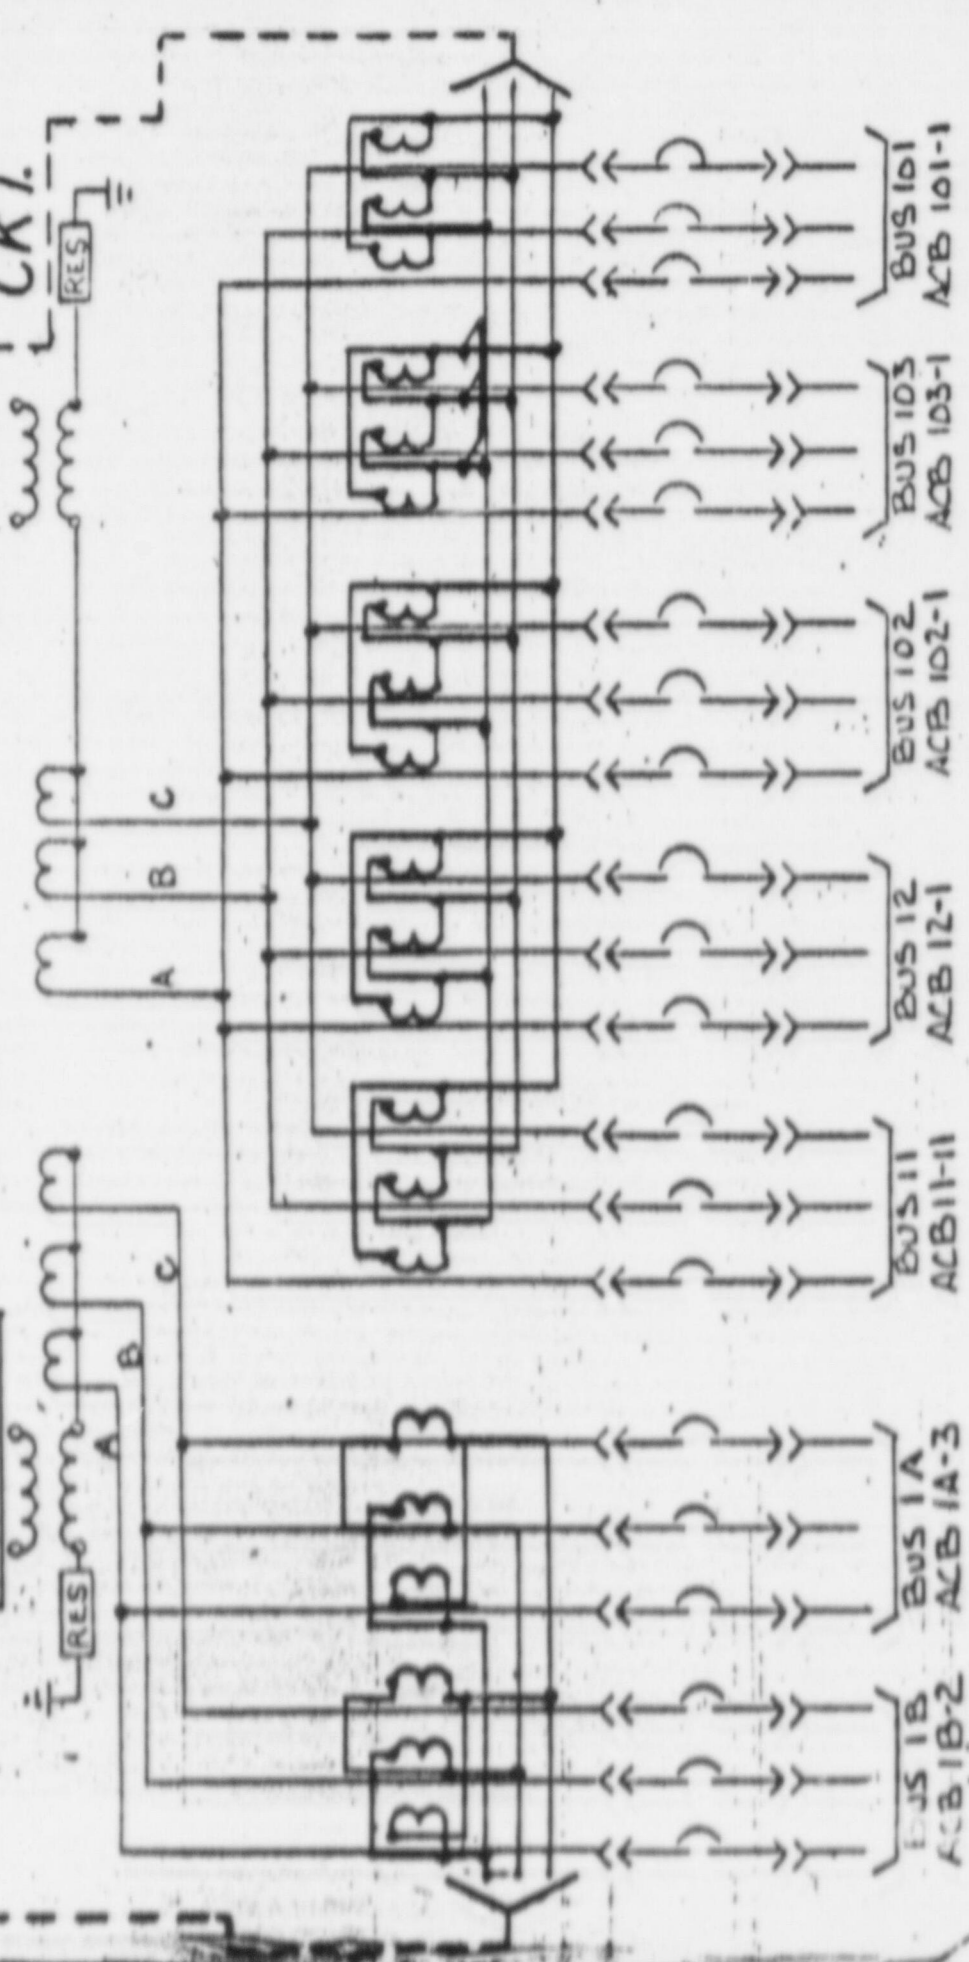 CKT.
RES
C
B
A
C
B
A
RES
BUS 101
ACB 101-1
BUS 103
ACB 103-1
BUS 102
ACB 102-1
BUS 12
ACB 12-1
BUS 11
ACB 11-11
BUS 1A
ACB 1A-3
BUS 1B
ACB 1B-2